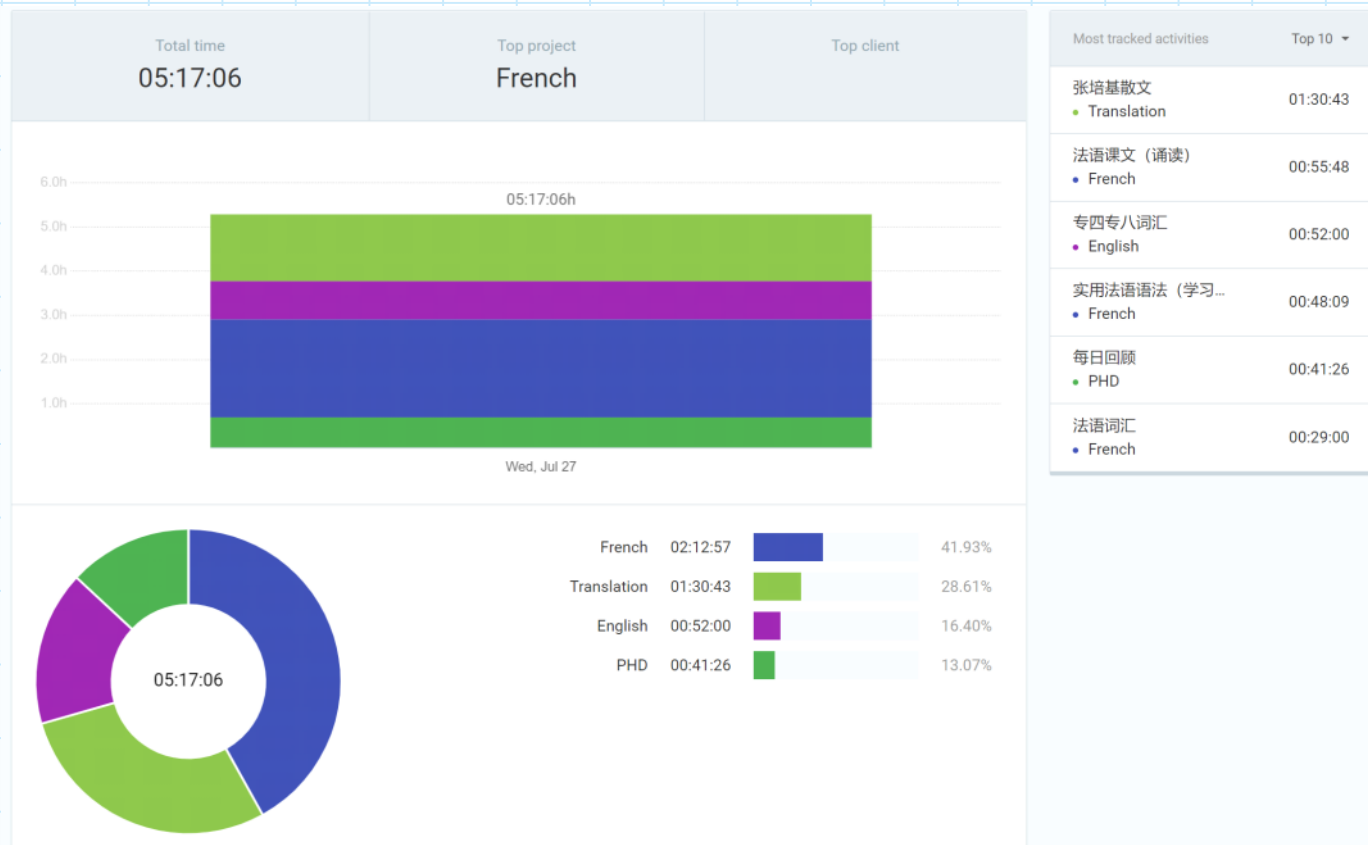 Total time
05:17:06
Top project
French
Top client
6.0h
5.0h
4.0h
3.0h
2.0h
1.0h
05:17:06h
Wed, Jul 27
05:17:06
French 02:12:57 41.93%
Translation 01:30:43 28.61%
English 00:52:00 16.40%
PHD 00:41:26 13.07%
Most tracked activities Top 10
张培基散文
Translation 01:30:43
法语课文（诵读）
French 00:55:48
专四专八词汇
English 00:52:00
实用法语语法（学习...
French 00:48:09
每日回顾
PHD 00:41:26
法语词汇
French 00:29:00